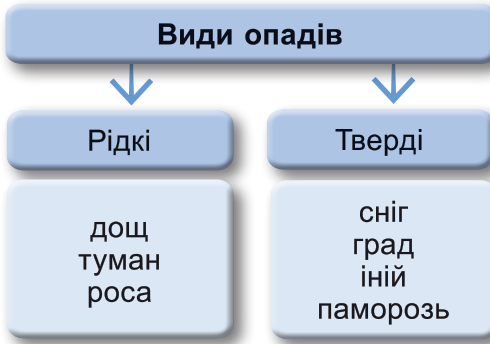 Види опадів
Рідкі
дощ
туман
роса
Тверді
сніг
град
іній
паморозь